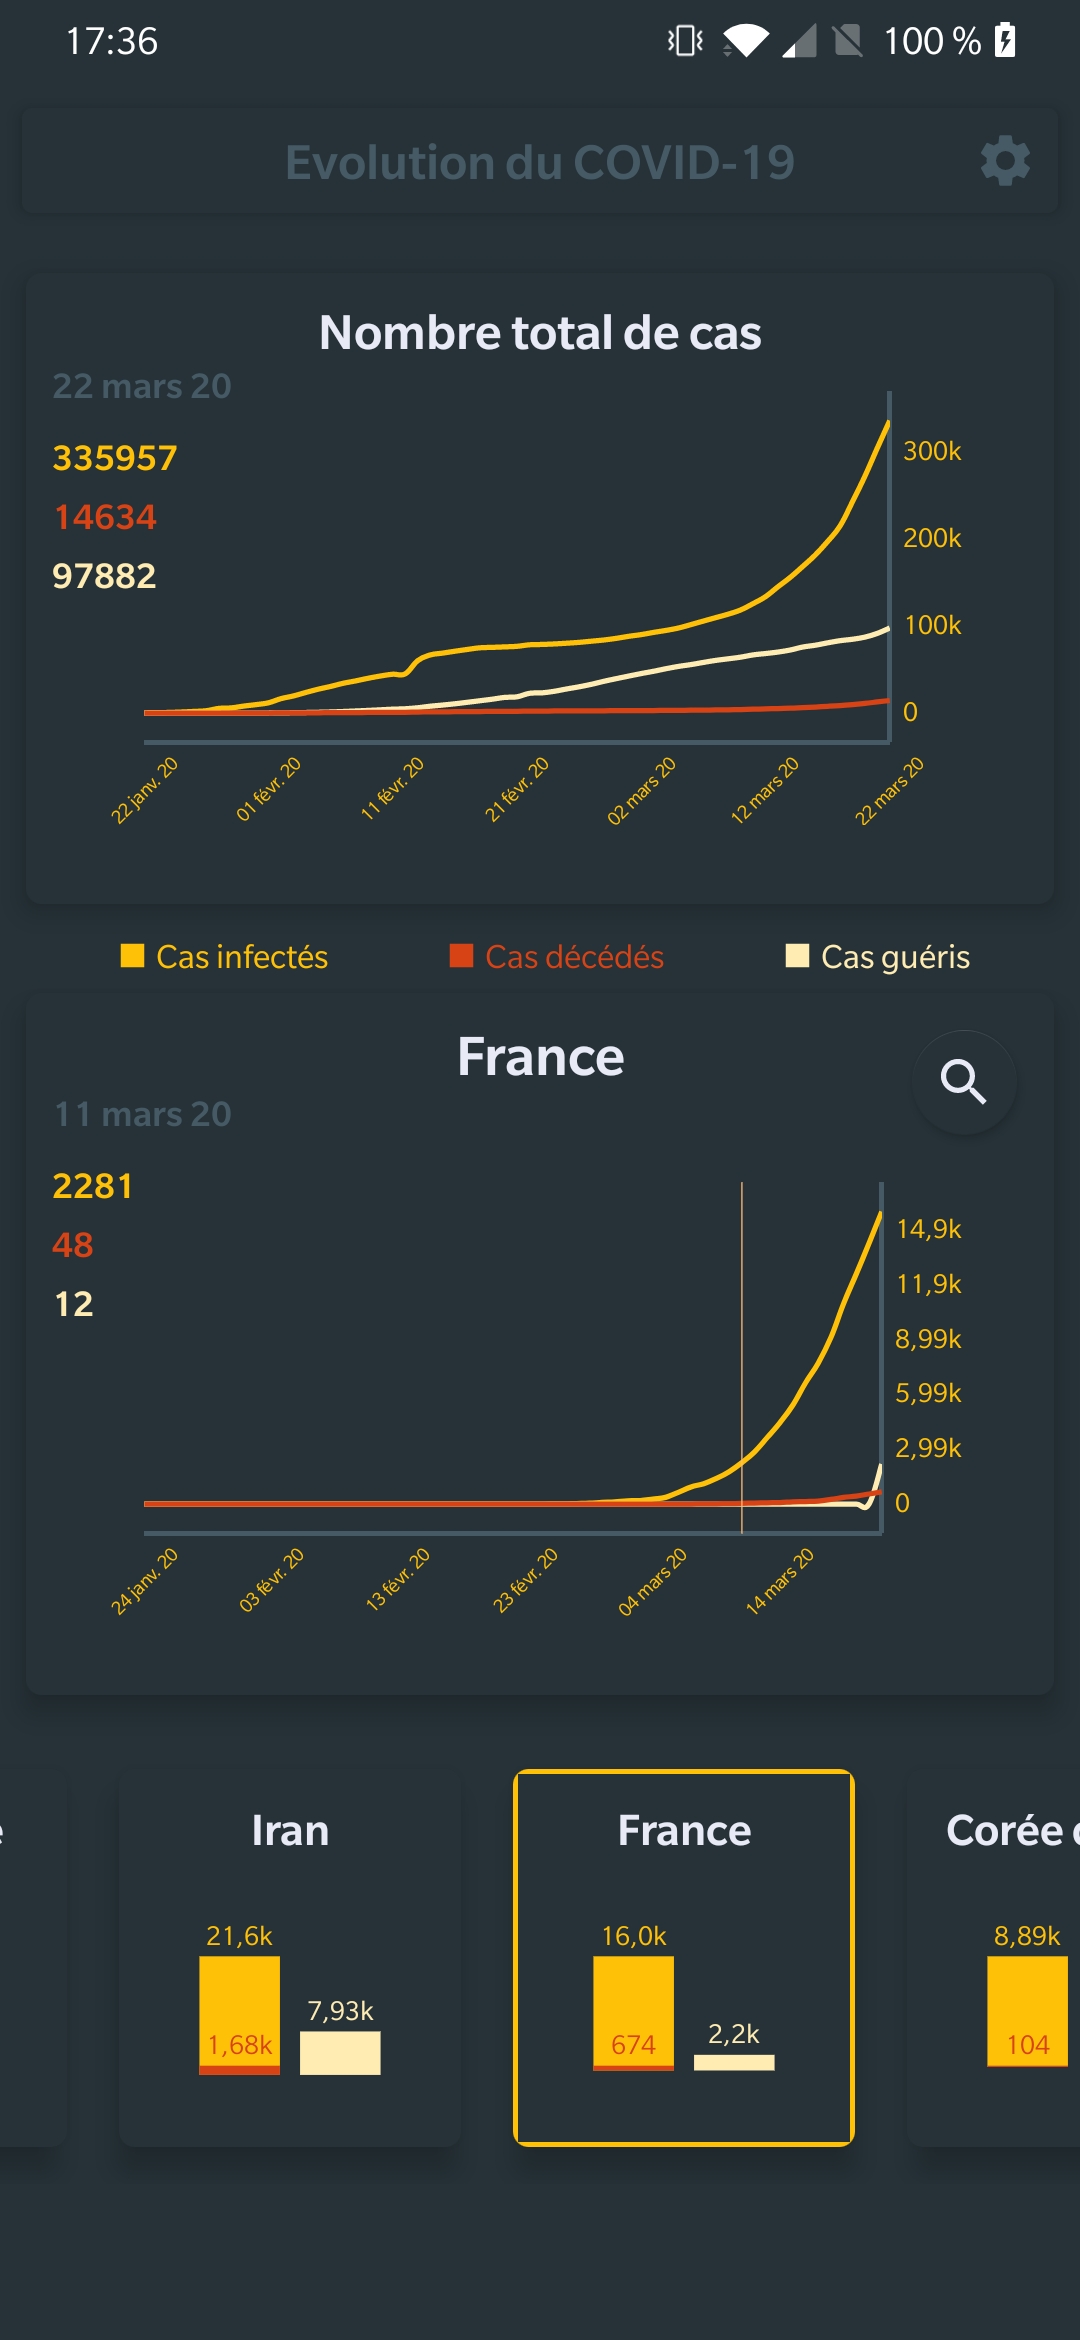 17:36
100 %
Evolution du COVID-19
Nombre total de cas
22 mars 20
335957
14634
97882
300k
200k
100k
0
22 janv. 20
01 févr. 20
11 févr. 20
21 févr. 20
02 mars 20
12 mars 20
22 mars 20
Cas infectés
Cas décédés
Cas guéris
France
11 mars 20
2281
48
12
14,9k
11,9k
8,99k
5,99k
2,99k
0
24 janv. 20
03 févr. 20
13 févr. 20
23 févr. 20
04 mars 20
14 mars 20
e
Iran
21,6k
1,68k
7,93k
France
16,0k
674
2,2k
Corée
8,89k
104